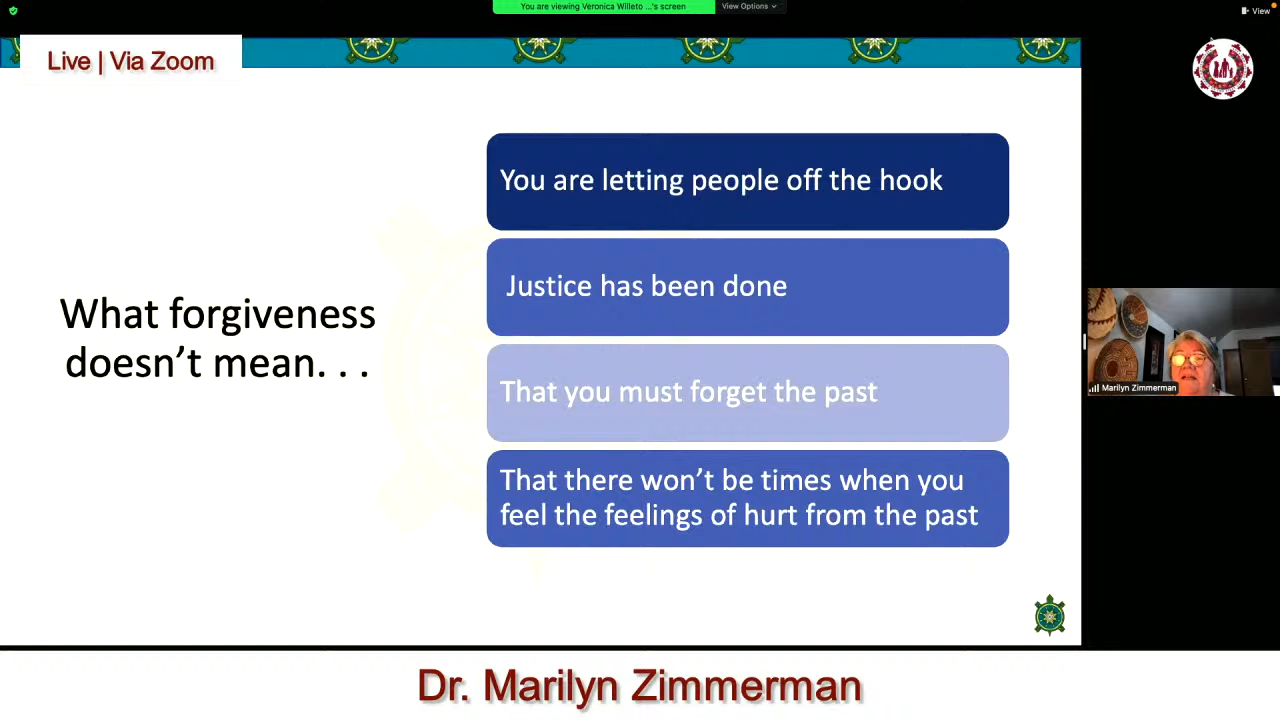 You are viewing Veronica Willeto ...'s screen
View Options
View
Live | Via Zoom
What forgiveness
doesn’t mean. . .
You are letting people off the hook
Justice has been done
That you must forget the past
That there won’t be times when you
feel the feelings of hurt from the past
Marilyn Zimmerman
Dr. Marilyn Zimmerman